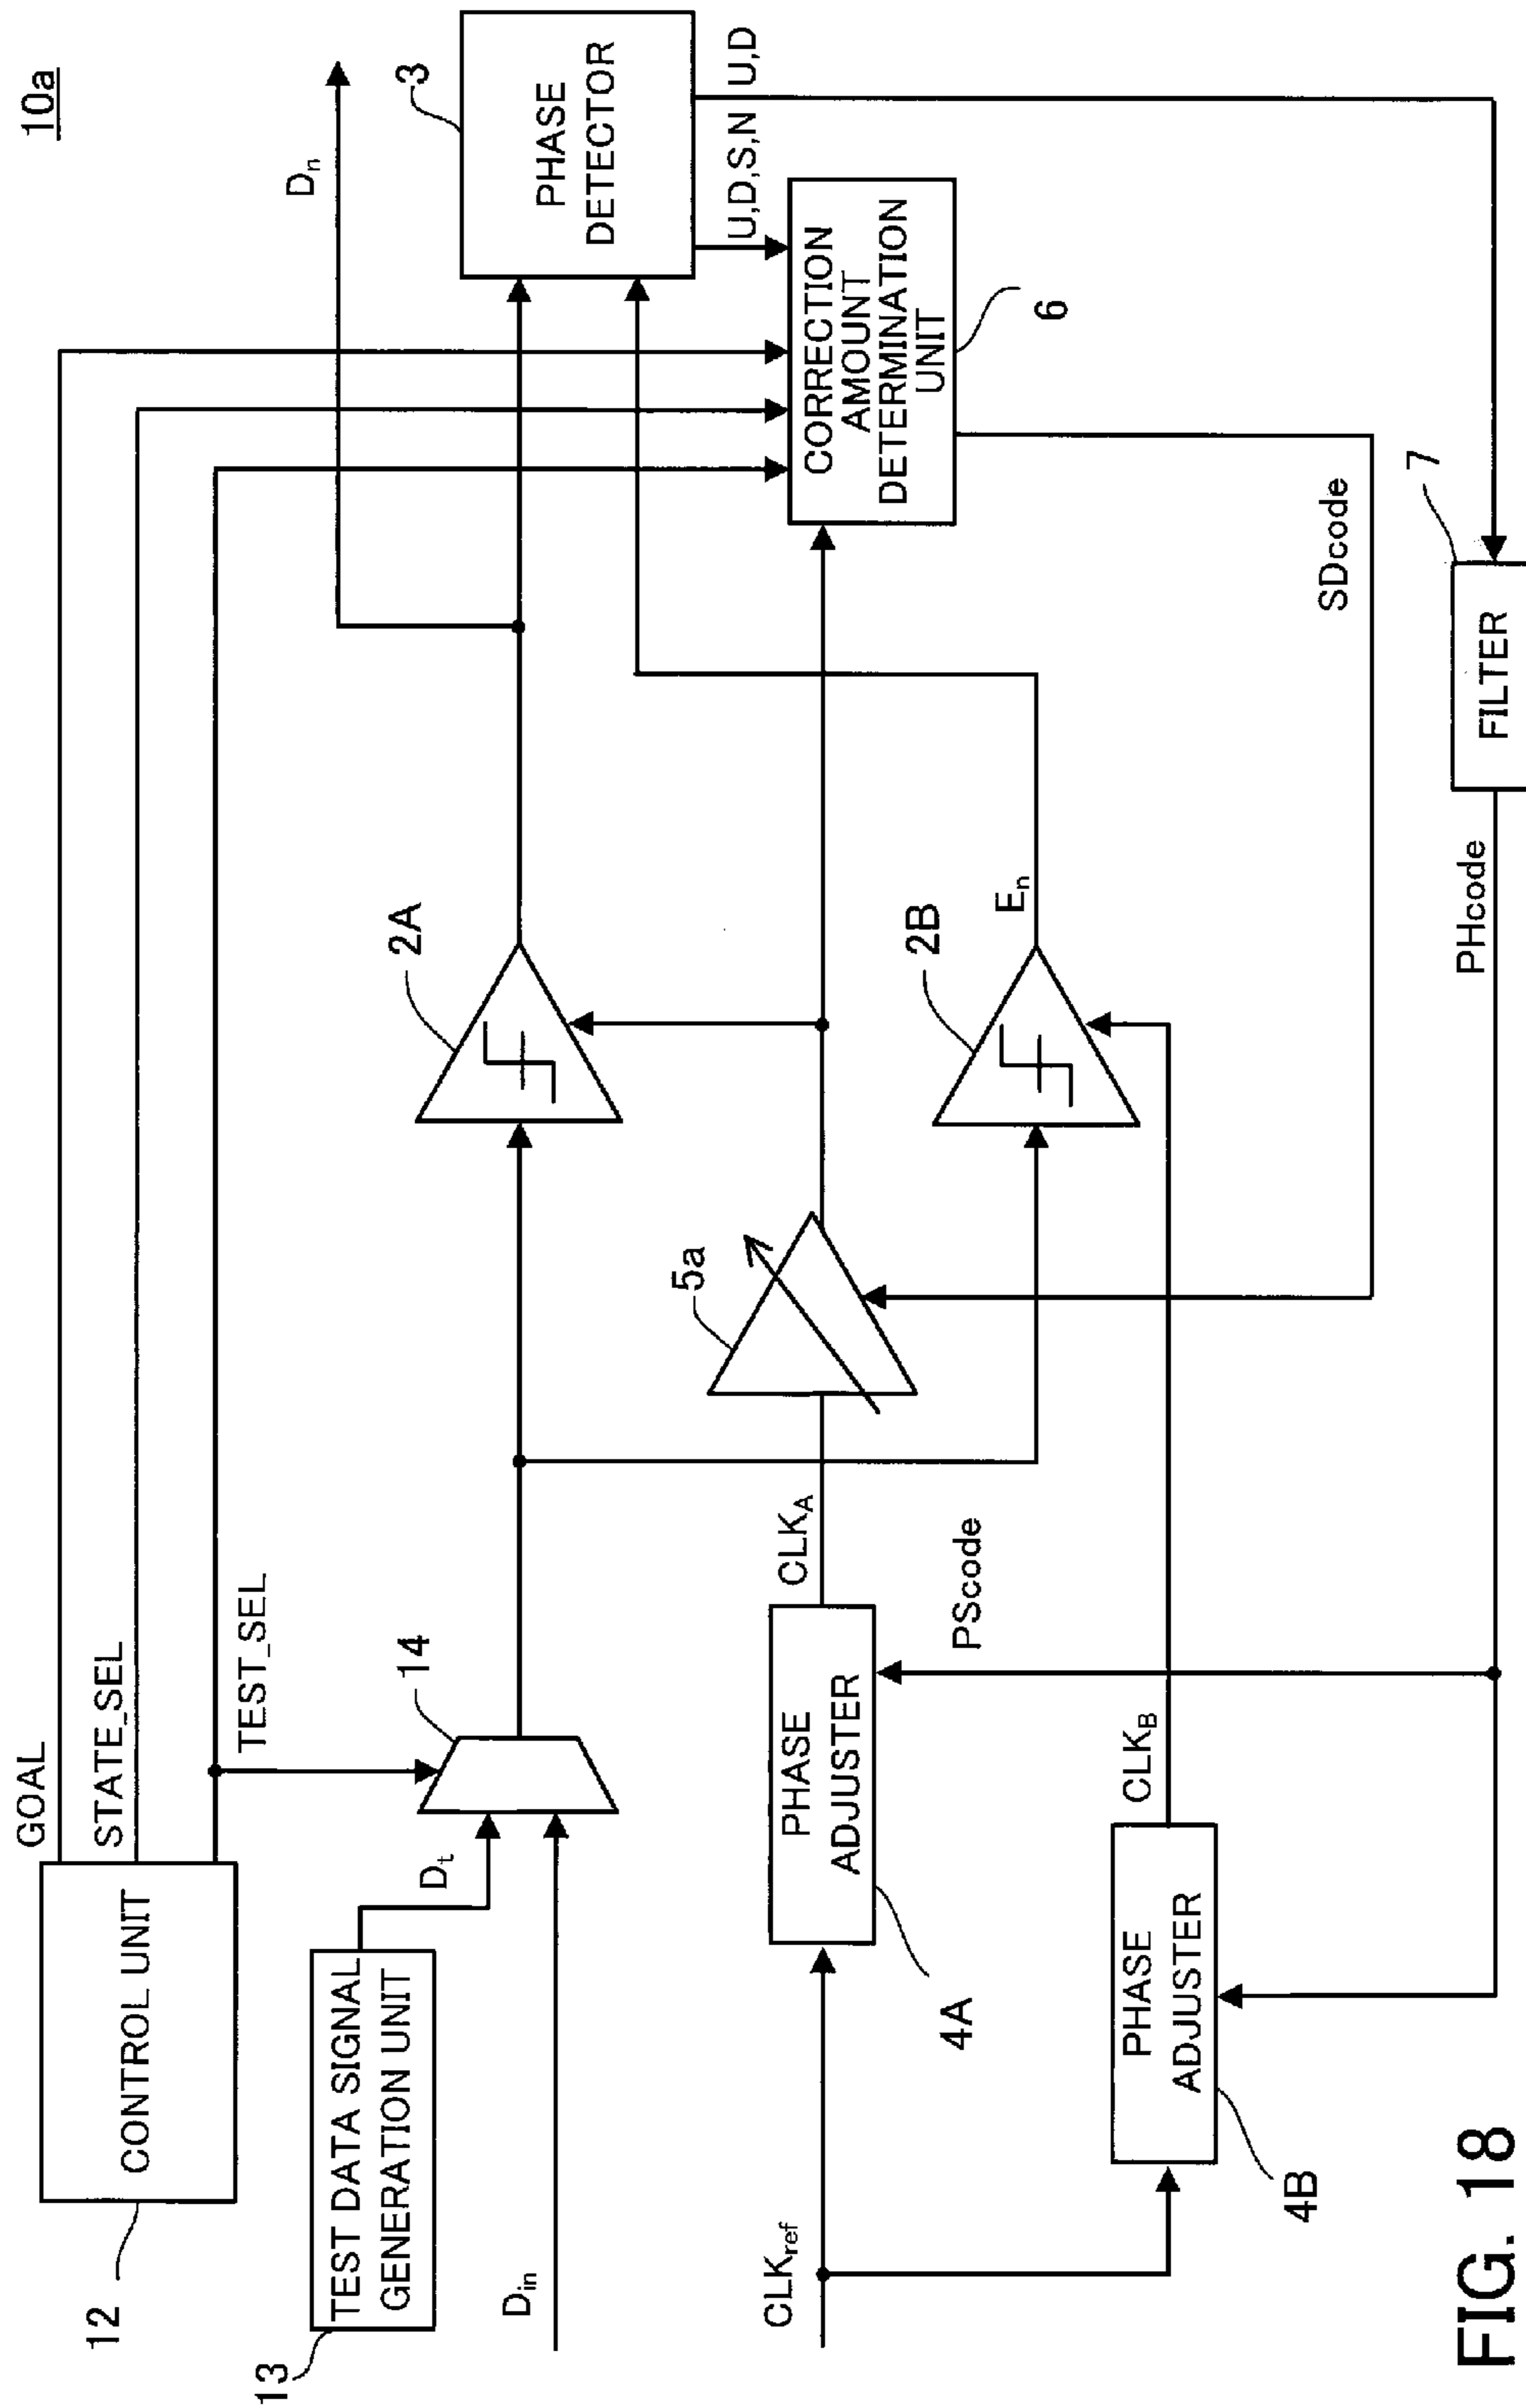 10a
GOAL
STATE_SEL
TEST_SEL
CONTROL UNIT
12
TEST DATA SIGNAL
GENERATION UNIT
13
Dt
Din
14
Dn
2A
3
PHASE
DETECTOR
U,D,S,N
U,D
5a
CLKref
PHASE
ADJUSTER
4A
CLKA
PScode
CORRECTION
AMOUNT
DETERMINATION
UNIT
6
2B
En
PHASE
ADJUSTER
4B
CLKB
SDcode
PHcode
FILTER
7
FIG. 18